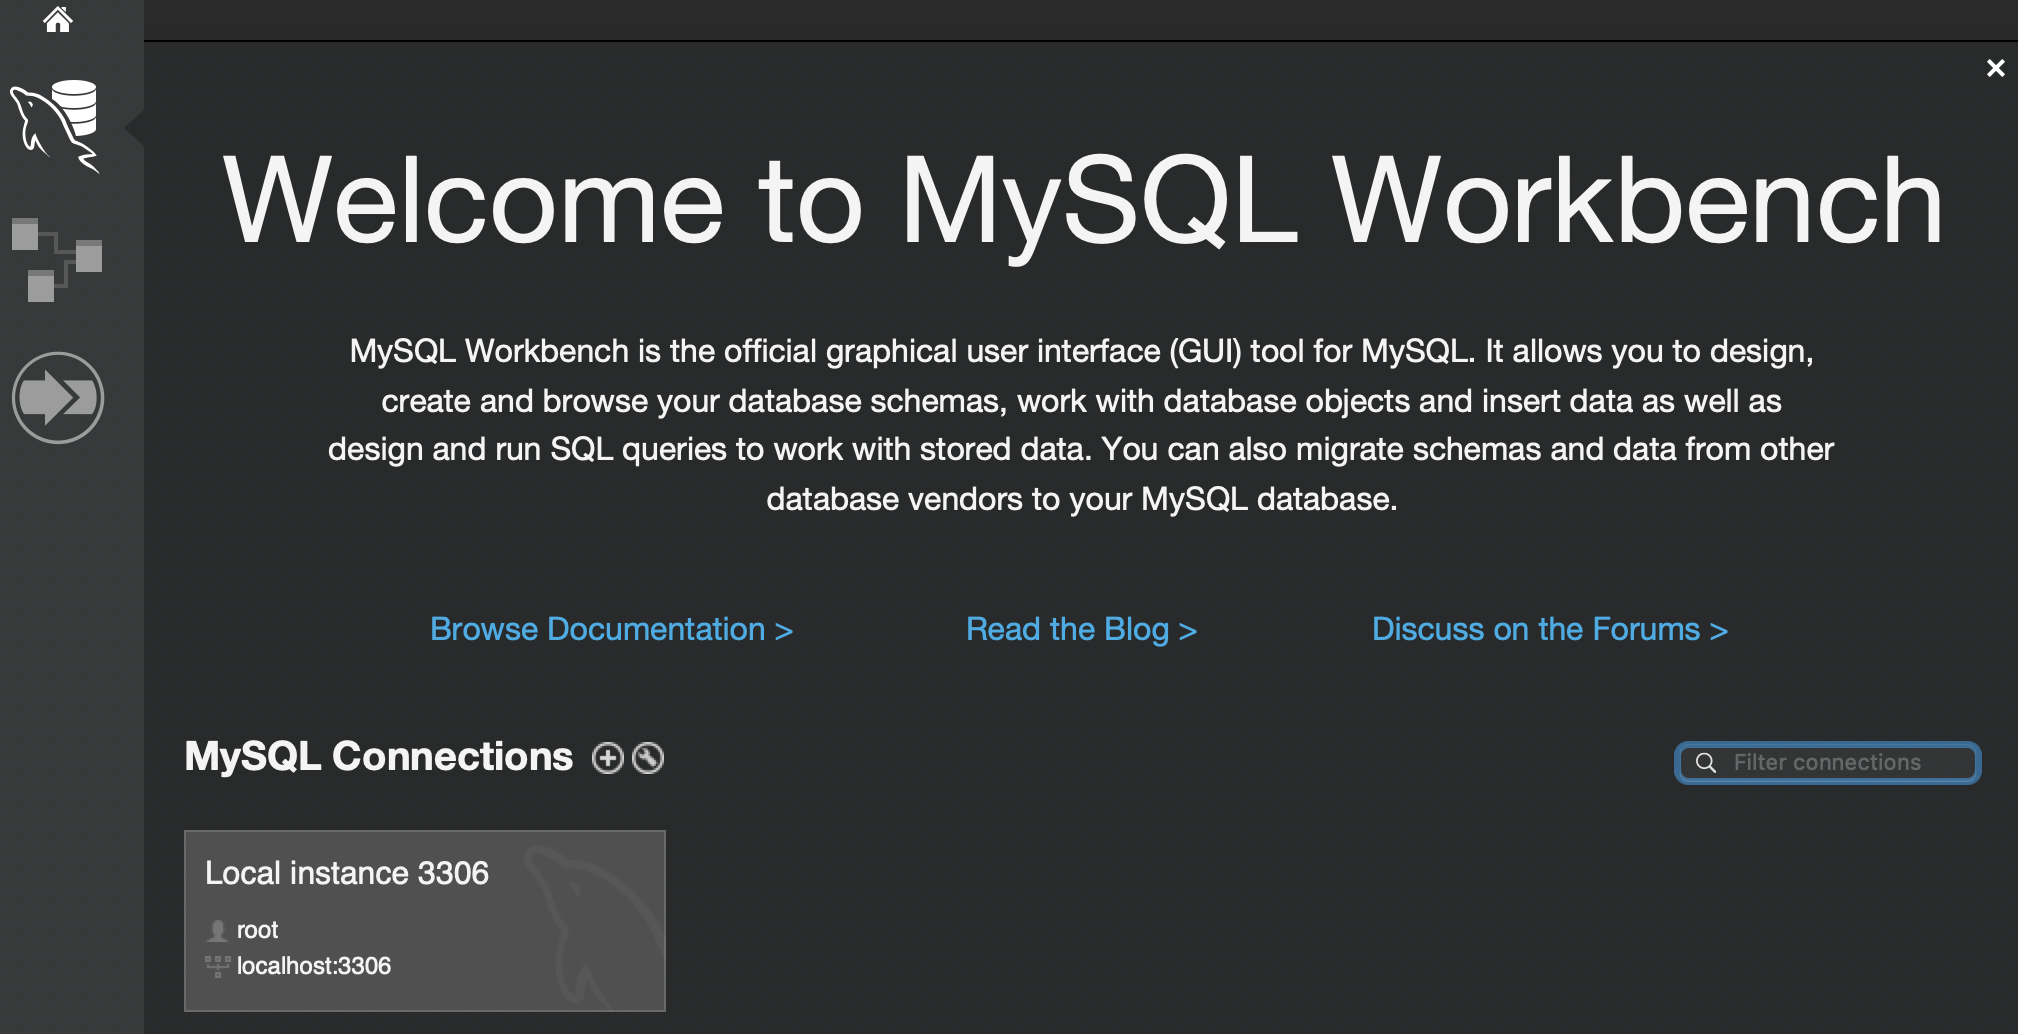 Welcome to MySQL Workbench
MySQL Workbench is the official graphical user interface (GUI) tool for MySQL. It allows you to design,
create and browse your database schemas, work with database objects and insert data as well as
design and run SQL queries to work with stored data. You can also migrate schemas and data from other
database vendors to your MySQL database.
Browse Documentation >
Read the Blog >
Discuss on the Forums >
MySQL Connections
Filter connections
Local instance 3306
root
localhost:3306